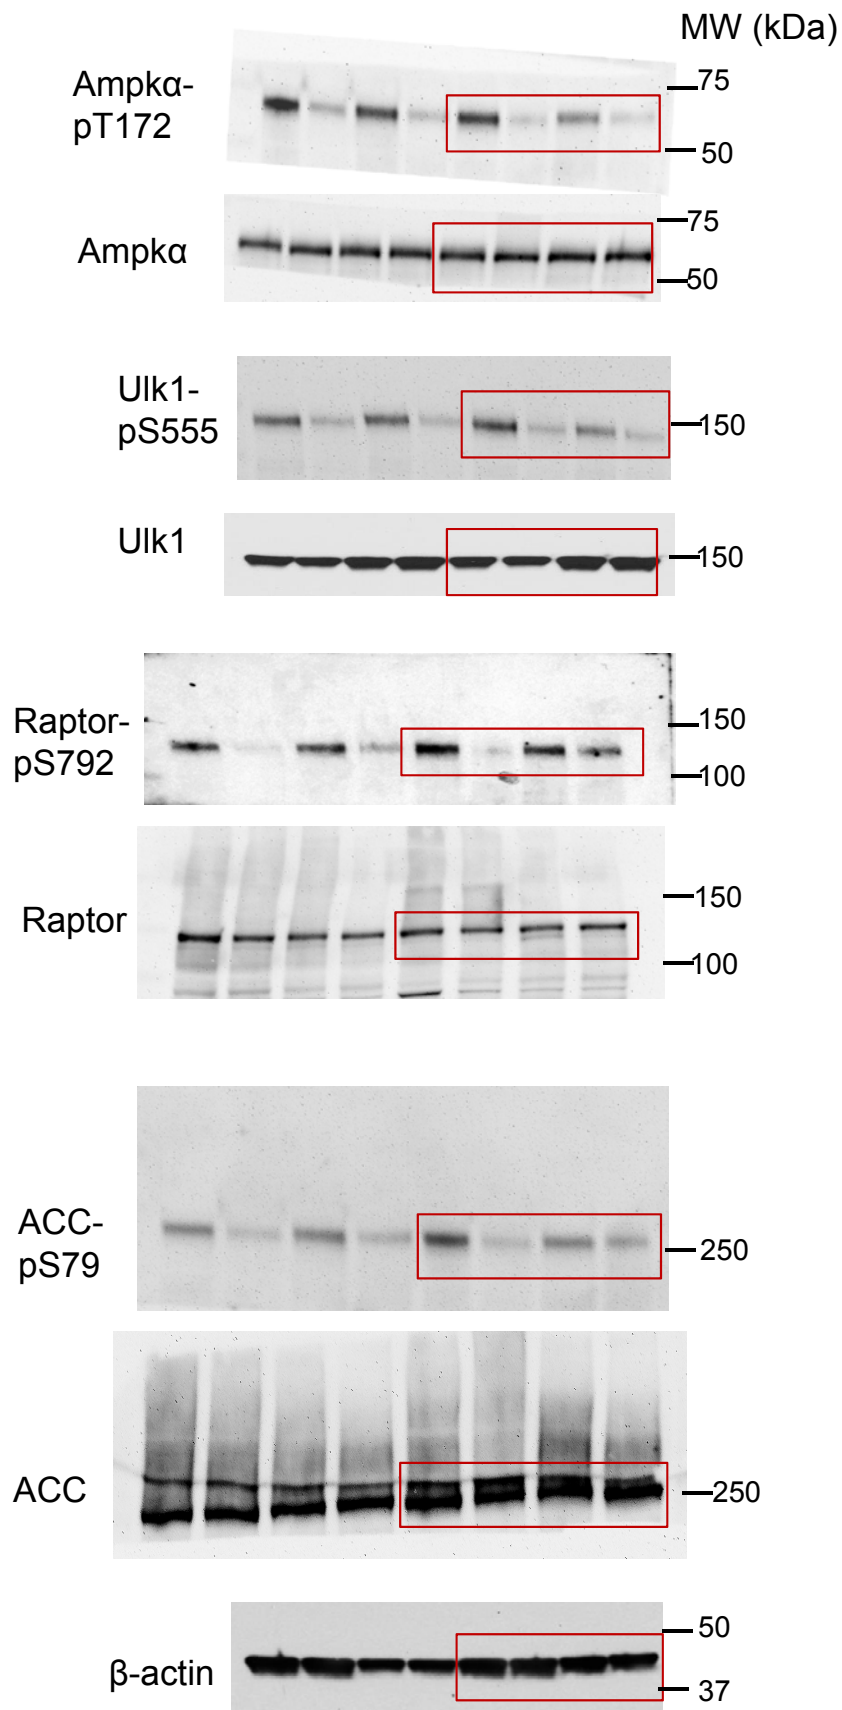 MW (kDa)
Ampkα-
pT172
75
50
Ampkα
75
50
Ulk1-
pS555
150
Ulk1
150
Raptor-
pS792
150
100
Raptor
150
100
ACC-
pS79
250
ACC
250
β-actin
50
37